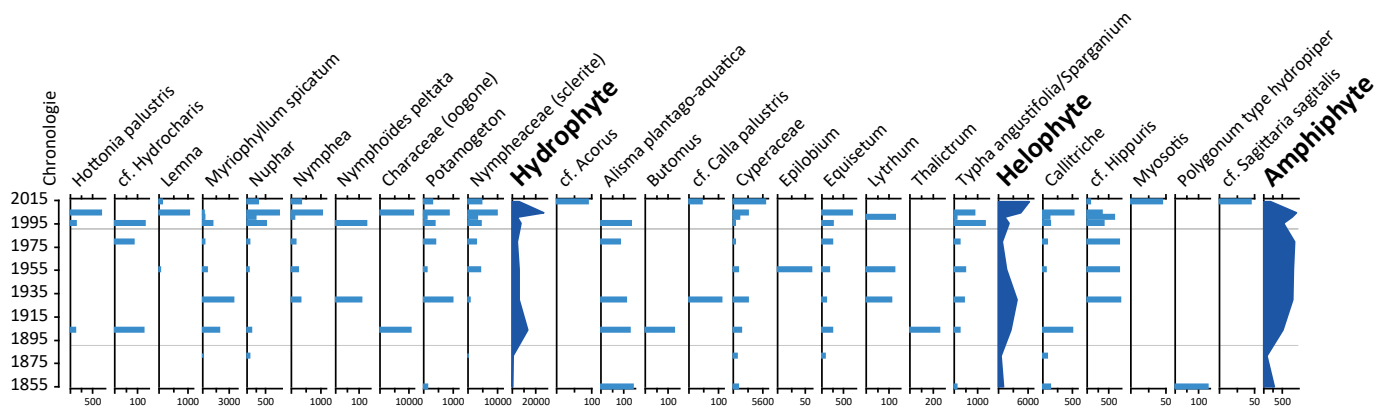 Chronologie
Hottonia palustris
cf. Hydrocharis
Lemna
Myriophyllum spicatum
Nuphar
Nymphea
Nymphoïdes peltata
Characeae (oogone)
Potamogeton
Nympheaceae (sclerite)
Hydrophyte
cf. Acorus
Alisma plantago-aquatica
Butomus
cf. Calla palustris
Cyperaceae
Epilobium
Equisetum
Lytrhum
Thalictrum
Typha angustifolia/Sparganium
Helophyte
Callitriche
cf. Hippuris
Myosotis
Polygonum type hydropiper
cf. Sagittaria sagitalis
Amphiphyte
2015
1995
1975
1955
1935
1915
1895
1875
1855
500 100 1000 3000 500 1000 100 10000 1000 10000 20000 100 100 100 100 5600 50 500 100 200 1000 6000 500 500 50 100 50 500